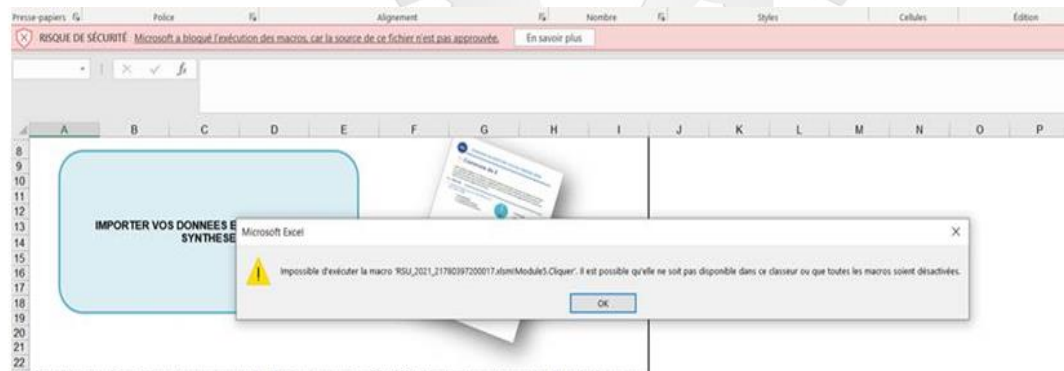 Presse-papiers Police Alignement Nombre Styles Cellules Édition
RISQUE DE SÉCURITÉ Microsoft a bloqué l'exécution des macros, car la source de ce fichier n'est pas approuvée. En savoir plus
fx
A B C D E F G H I J K L M N O P
8
9
10
11
12
13
14
15
16
17
18
19
20
21
22
IMPORTER VOS DONNEES E
SYNTHESE
Microsoft Excel
Impossible d'exécuter la macro 'RSU_2021_21780397200017.xlsm!Module5.Cliquer'. Il est possible qu'elle ne soit pas disponible dans ce classeur ou que toutes les macros soient désactivées.
OK